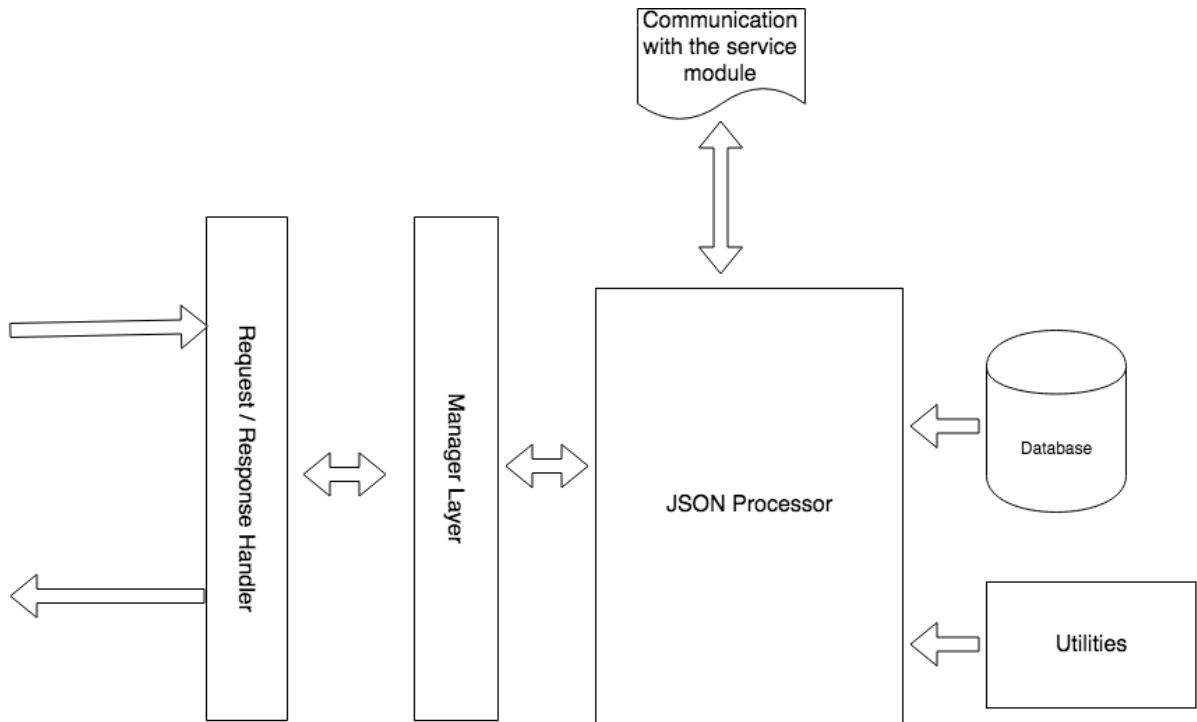 Communication
with the service
module
Request / Response Handler
Manager Layer
JSON Processor
Database
Utilities